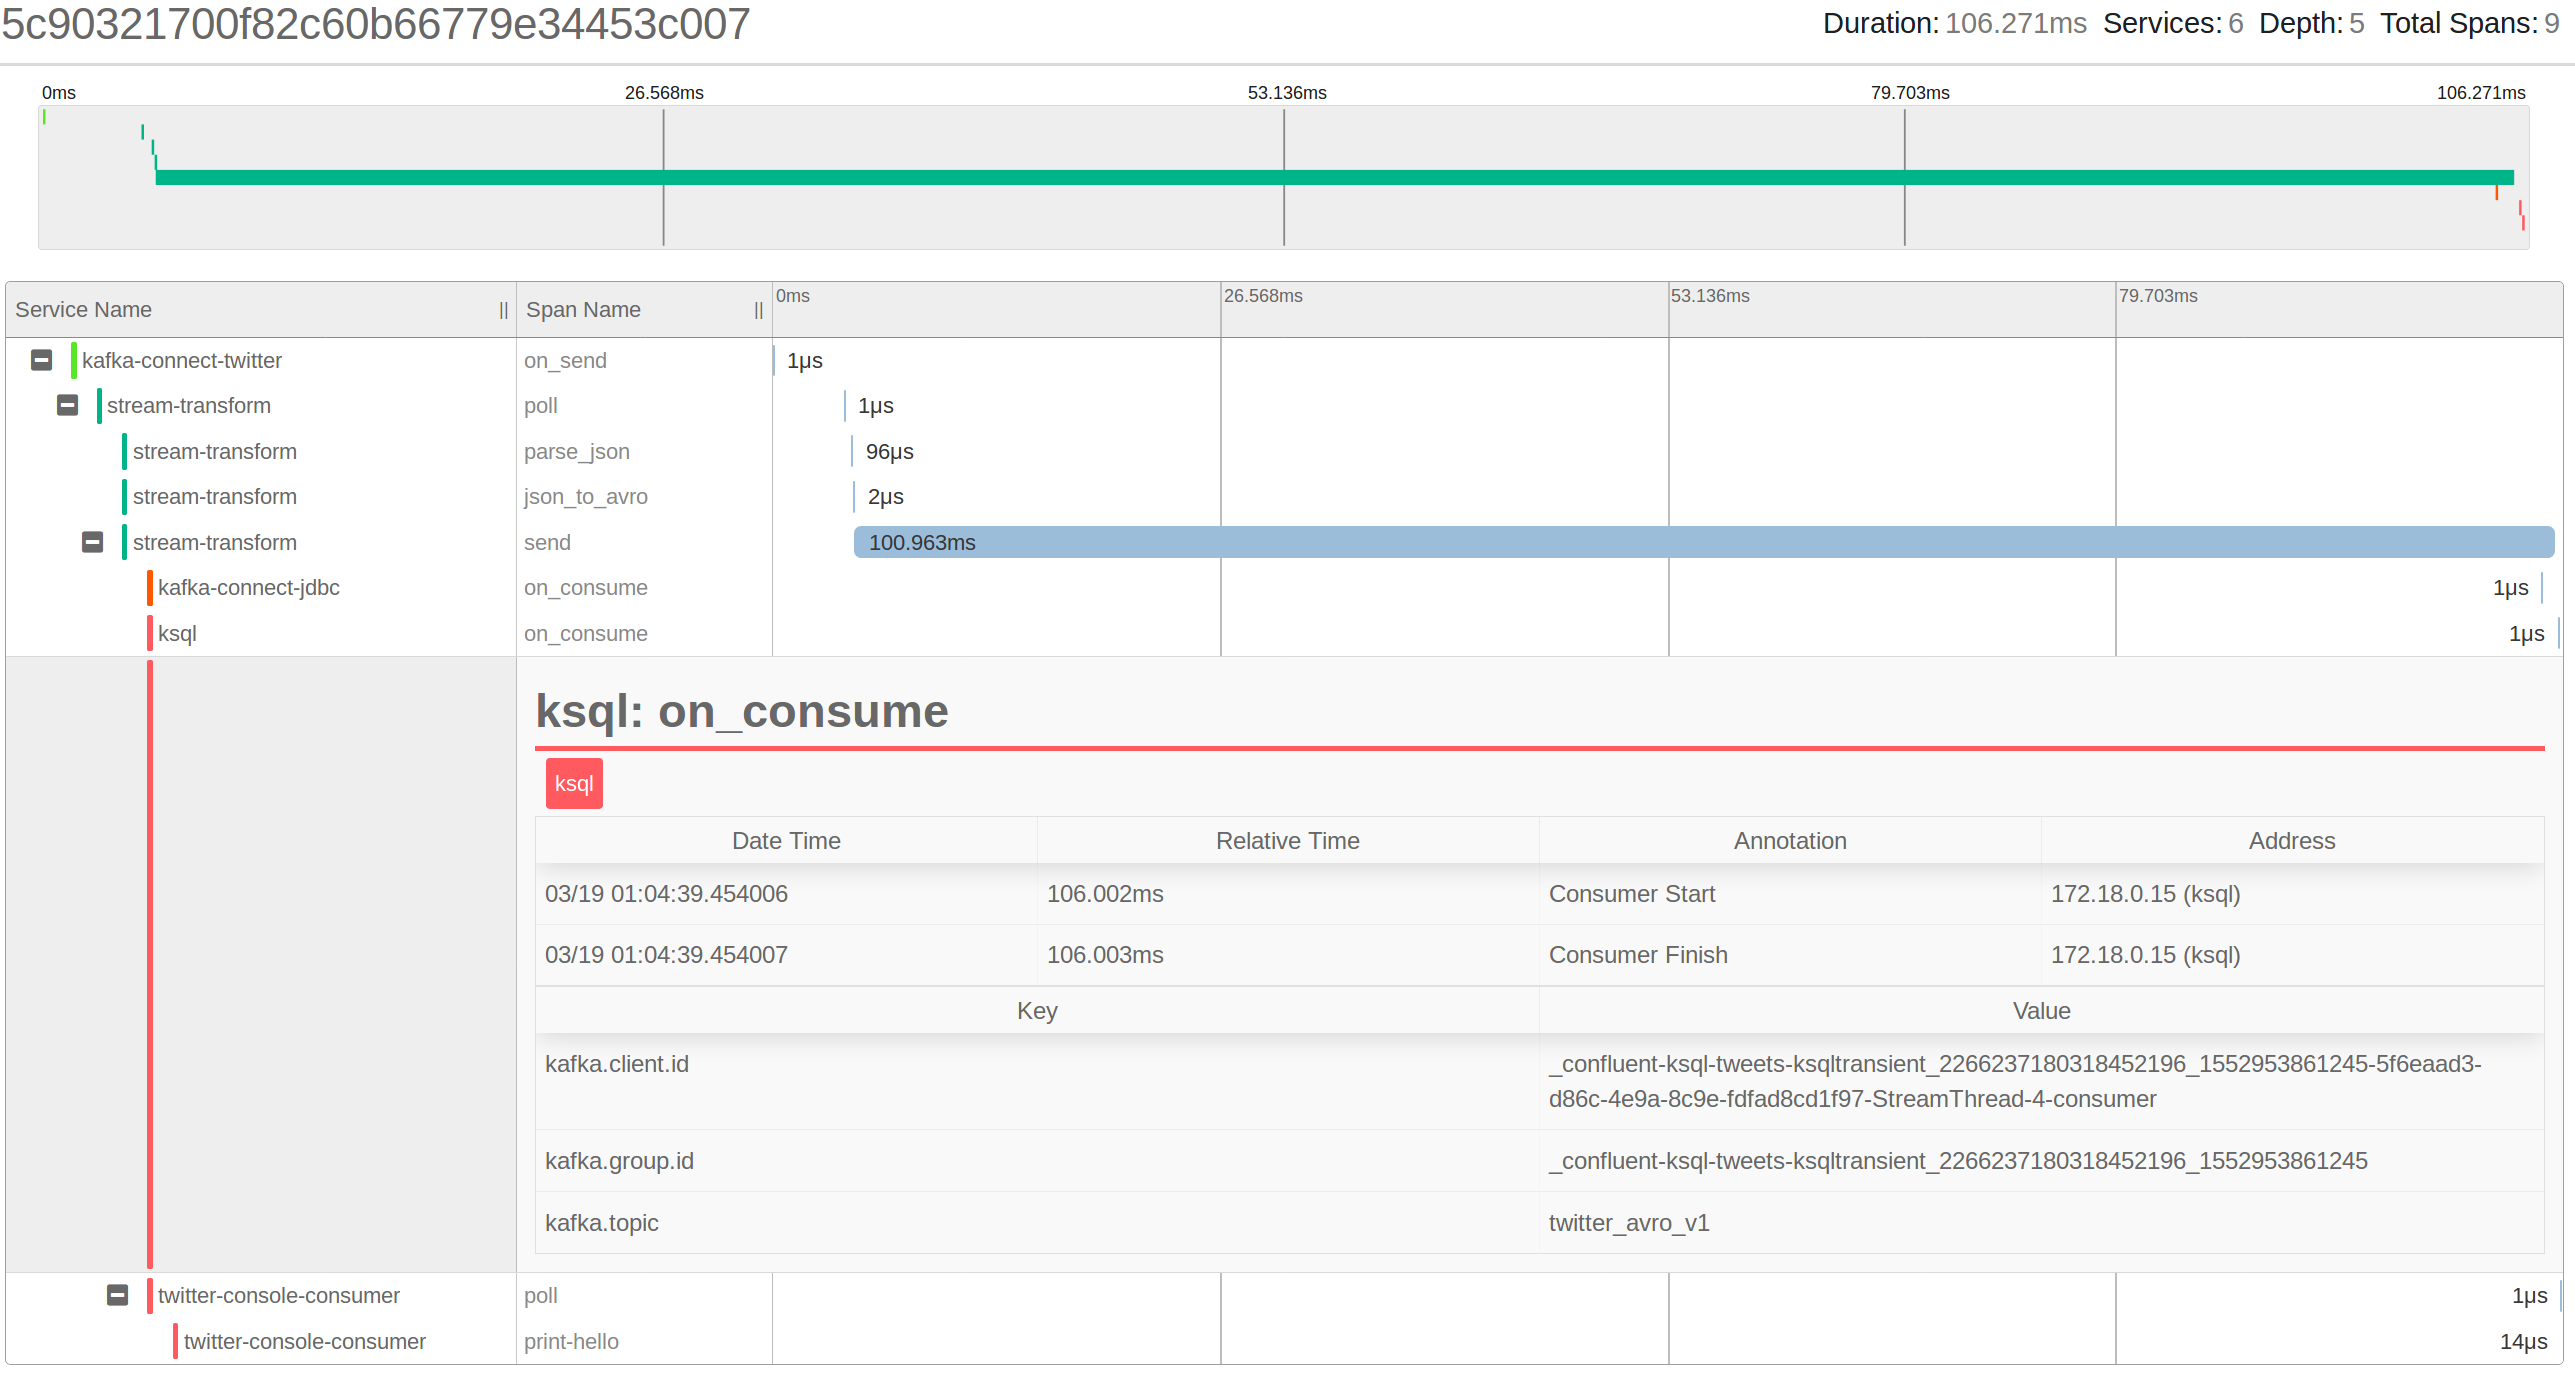 5c90321700f82c60b66779e34453c007
Duration: 106.271ms Services: 6 Depth: 5 Total Spans: 9
0ms 26.568ms 53.136ms 79.703ms 106.271ms
Service Name || Span Name || 0ms 26.568ms 53.136ms 79.703ms
kafka-connect-twitter on_send 1μs
stream-transform poll 1μs
stream-transform parse_json 96μs
stream-transform json_to_avro 2μs
stream-transform send 100.963ms
kafka-connect-jdbc on_consume 1μs
ksql on_consume 1μs
ksql: on_consume
ksql
Date Time Relative Time Annotation Address
03/19 01:04:39.454006 106.002ms Consumer Start 172.18.0.15 (ksql)
03/19 01:04:39.454007 106.003ms Consumer Finish 172.18.0.15 (ksql)
Key Value
kafka.client.id _confluent-ksql-tweets-ksqltransient_2266237180318452196_1552953861245-5f6eaad3-
d86c-4e9a-8c9e-fdfad8cd1f97-StreamThread-4-consumer
kafka.group.id _confluent-ksql-tweets-ksqltransient_2266237180318452196_1552953861245
kafka.topic twitter_avro_v1
twitter-console-consumer poll 1μs
twitter-console-consumer print-hello 14μs